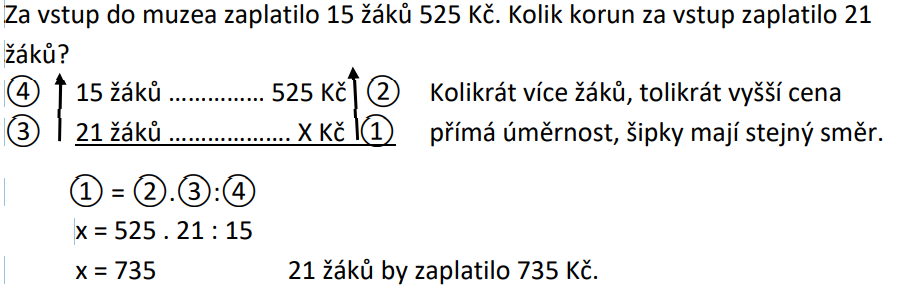 Za vstup do muzea zaplatilo 15 žáků 525 Kč. Kolik korun za vstup zaplatilo 21
žáků?
④ 15 žáků …………… 525 Kč ② Kolikrát více žáků, tolikrát vyšší cena
③ 21 žáků ………………. X Kč ① přímá úměrnost, šipky mají stejný směr.
① = ②.③:④
x = 525 . 21 : 15
x = 735 21 žáků by zaplatilo 735 Kč.